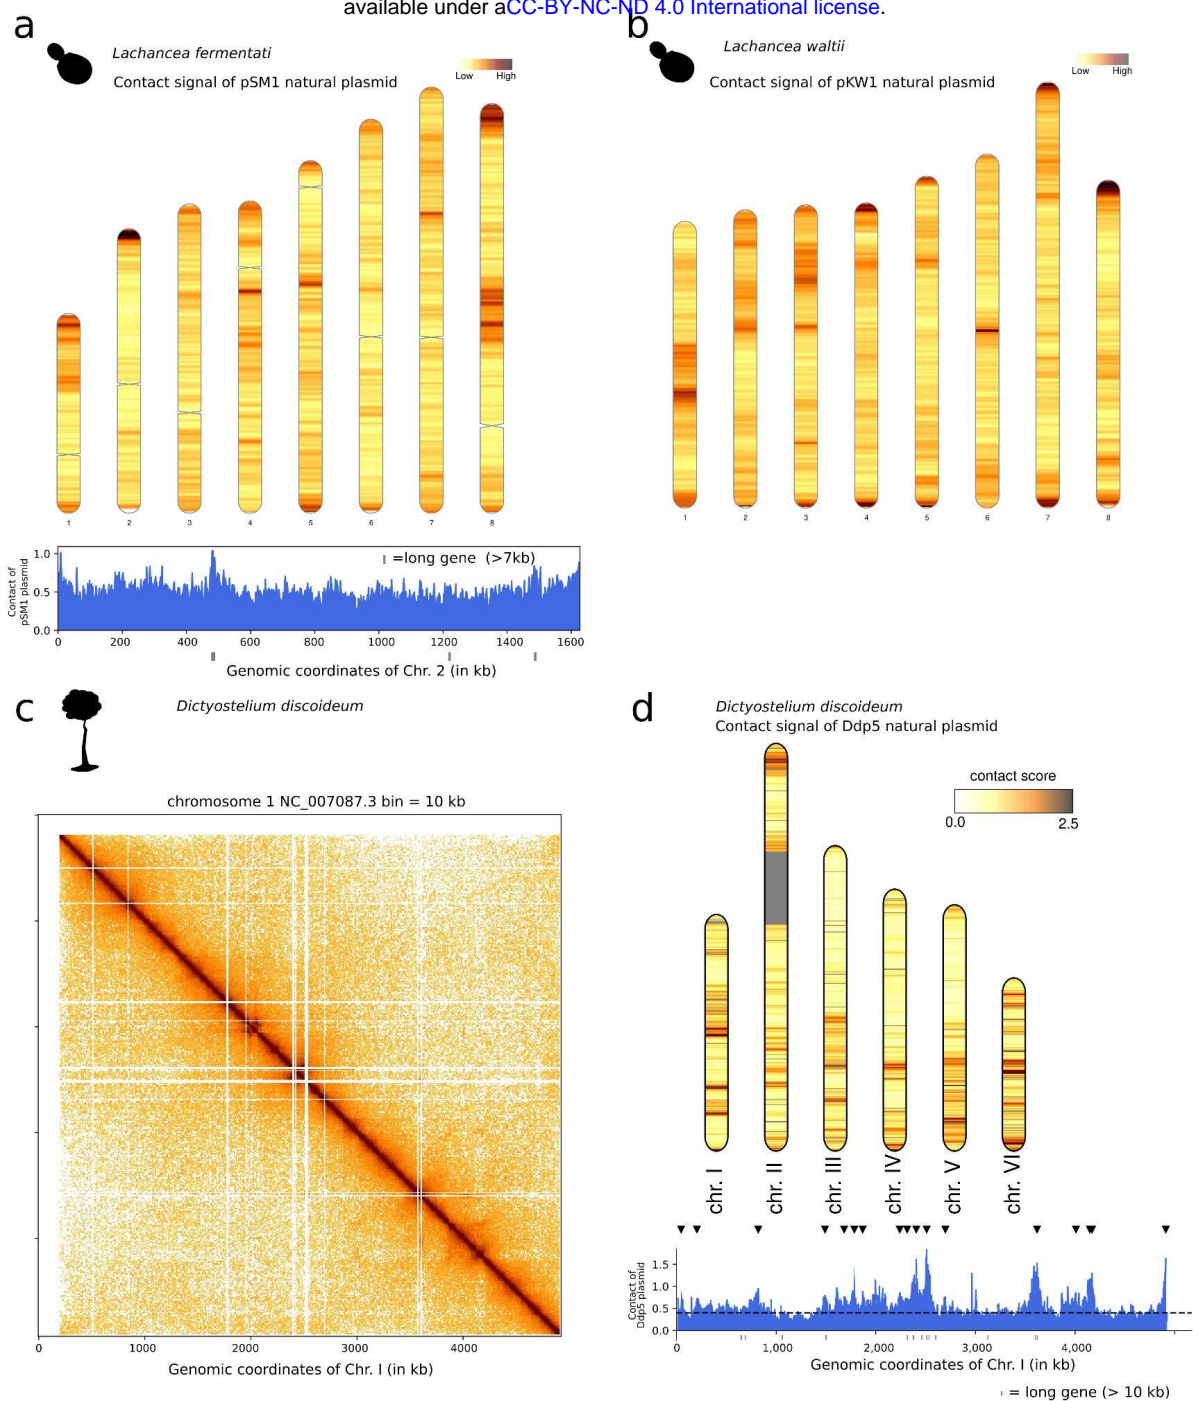 available under aCC-BY-NC-ND 4.0 International license.
a
Lachancea fermentati
Contact signal of pSM1 natural plasmid
Low High
1 2 3 4 5 6 7 8
Contact of
pSM1 plasmid
1.0
0.5
0.0
=long gene (>7kb)
0 200 400 600 800 1000 1200 1400 1600
Genomic coordinates of Chr. 2 (in kb)
b
Lachancea waltii
Contact signal of pKW1 natural plasmid
Low High
1 2 3 4 5 6 7 8
c
Dictyostelium discoideum
chromosome 1 NC_007087.3 bin = 10 kb
0 1000 2000 3000 4000
Genomic coordinates of Chr. I (in kb)
d
Dictyostelium discoideum
Contact signal of Ddp5 natural plasmid
contact score
0.0 2.5
chr. I chr. II chr. III chr. IV chr. V chr. VI
Contact of
Ddp5 plasmid
1.5
1.0
0.5
0.0
0 1,000 2,000 3,000 4,000
Genomic coordinates of Chr. I (in kb)
= long gene (> 10 kb)